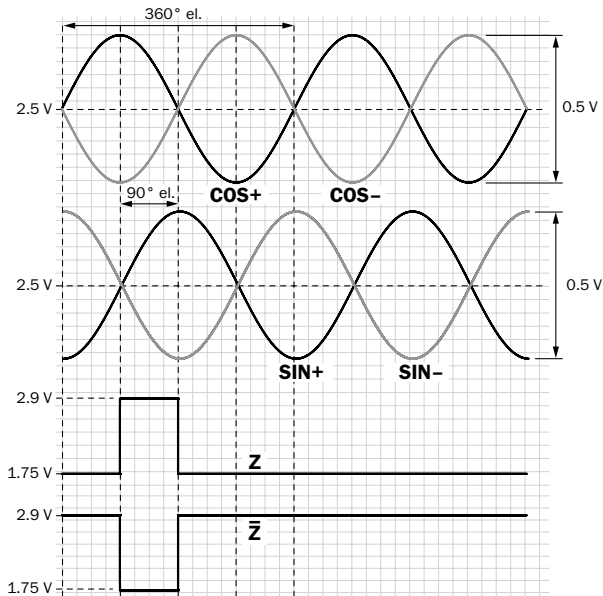 360° el.
2.5 V
0.5 V
90° el.
COS+
COS–
2.5 V
0.5 V
SIN+
SIN–
2.9 V
Z
1.75 V
2.9 V
Z̄
1.75 V